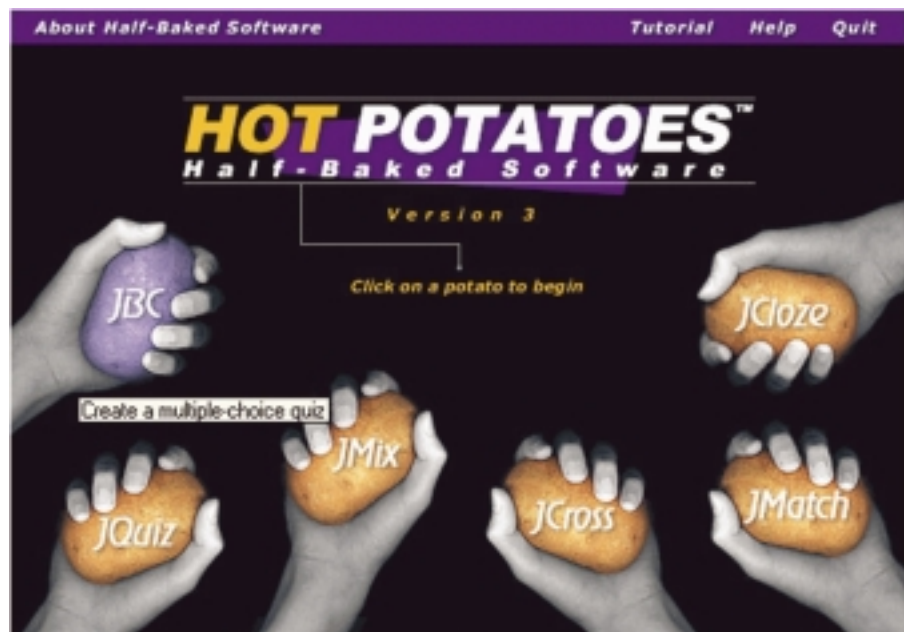 About Half-Baked Software Tutorial Help Quit
HOT POTATOES™
Half-Baked Software
Version 3
Click on a potato to begin
JBC
JCloze
Create a multiple-choice quiz
JMix
JQuiz
JCross
JMatch